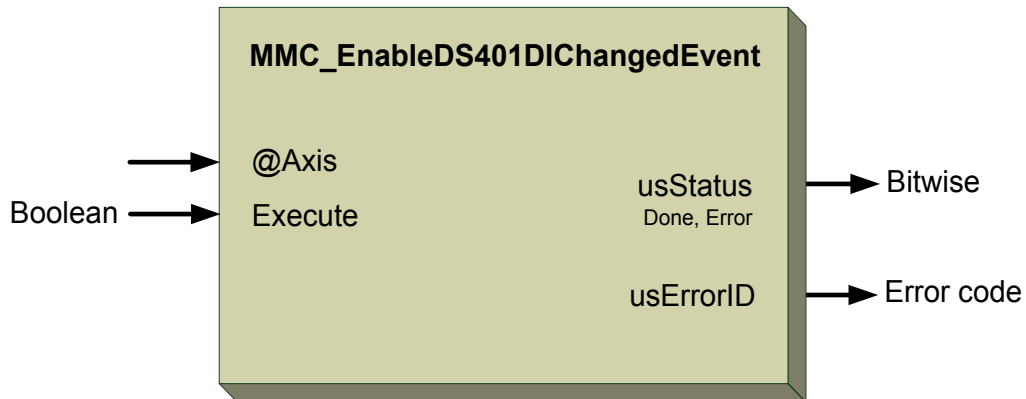 MMC_EnableDS401DIChangedEvent
@Axis
Boolean
Execute
usStatus
Done, Error
Bitwise
usErrorID
Error code